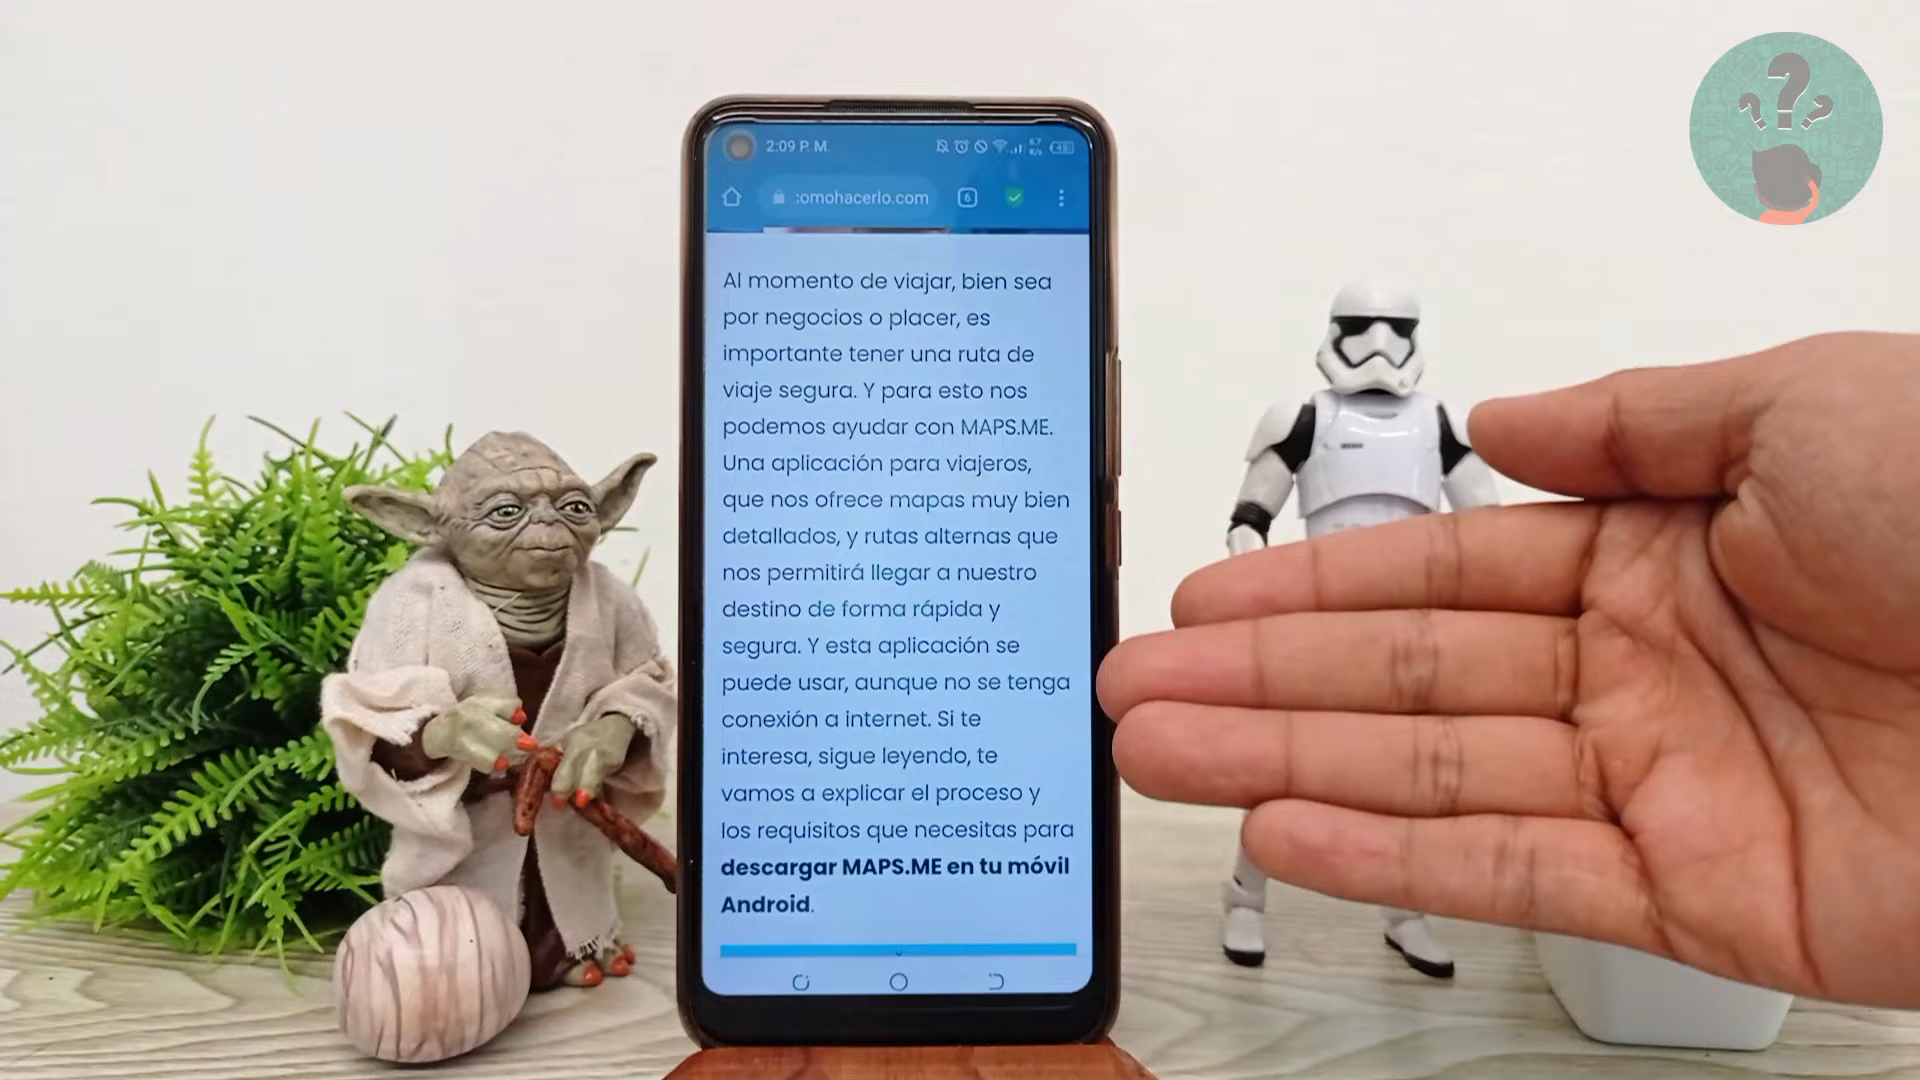 2:09 P. M.
6.7
K/s
:omohacerlo.com
6
Al momento de viajar, bien sea
por negocios o placer, es
importante tener una ruta de
viaje segura. Y para esto nos
podemos ayudar con MAPS.ME.
Una aplicación para viajeros,
que nos ofrece mapas muy bien
detallados, y rutas alternas que
nos permitirá llegar a nuestro
destino de forma rápida y
segura. Y esta aplicación se
puede usar, aunque no se tenga
conexión a internet. Si te
interesa, sigue leyendo, te
vamos a explicar el proceso y
los requisitos que necesitas para
descargar MAPS.ME en tu móvil
Android.